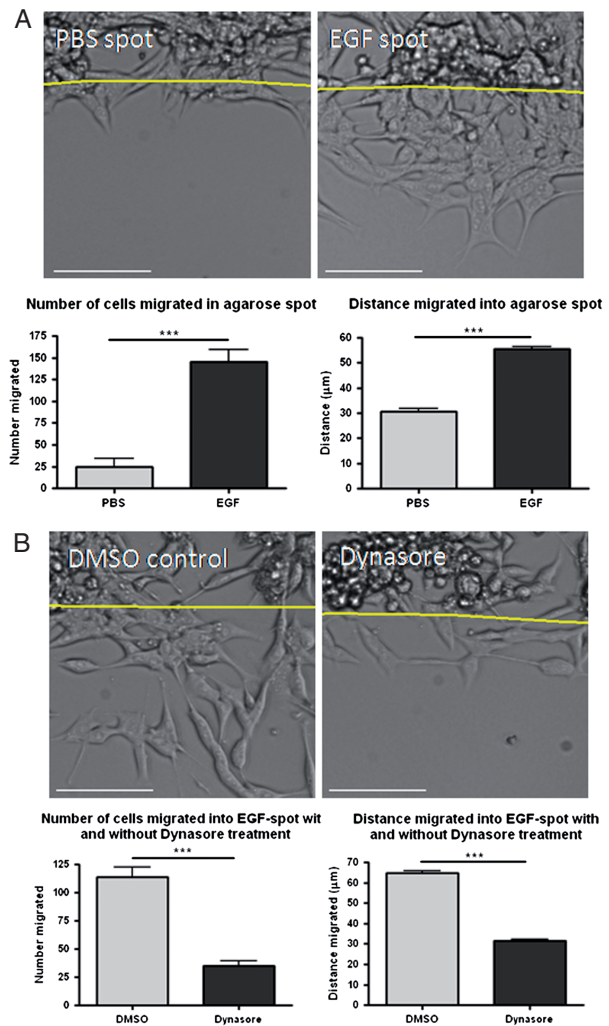 A
PBS spot
EGF spot
Number of cells migrated in agarose spot
Number migrated
175
150
125
100
75
50
25
0
***
PBS
EGF
Distance migrated into agarose spot
Distance (µm)
60
50
40
30
20
10
0
***
PBS
EGF
B
DMSO control
Dynasore
Number of cells migrated into EGF-spot wit
and without Dynasore treatment
Number migrated
125
100
75
50
25
0
***
DMSO
Dynasore
Distance migrated into EGF-spot with
and without Dynasore treatment
Distance migrated (µm)
70
60
50
40
30
20
10
0
***
DMSO
Dynasore